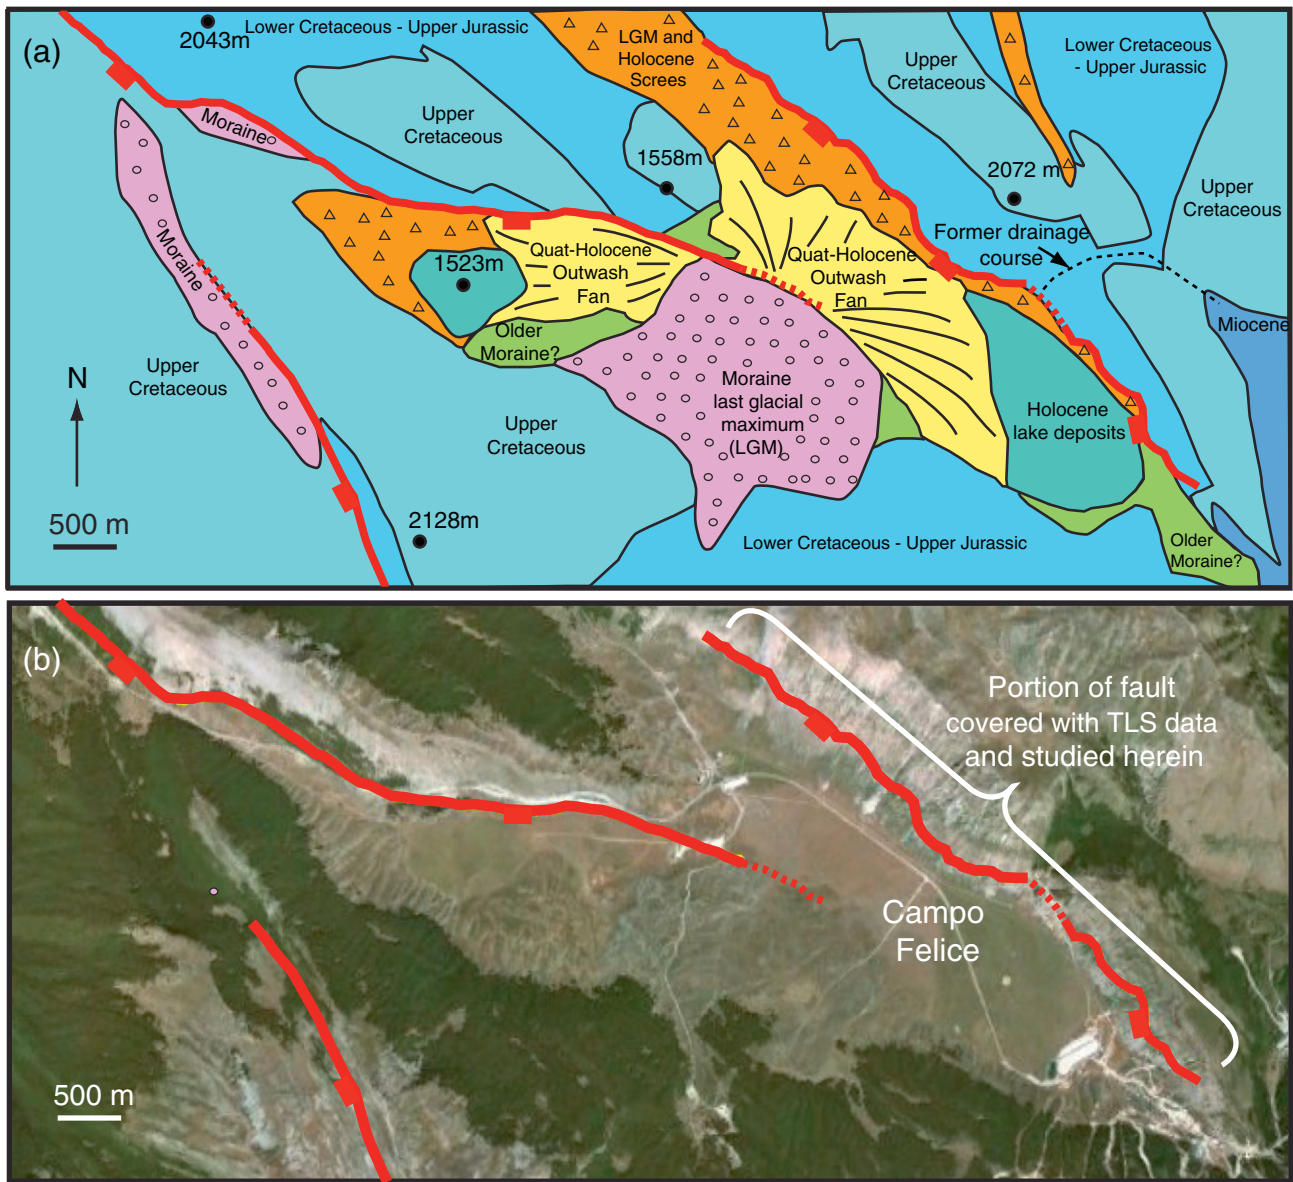 (a)
2043m
Lower Cretaceous - Upper Jurassic
LGM and
Holocene
Screes
Upper
Cretaceous
Lower Cretaceous
- Upper Jurassic
Moraine
Upper
Cretaceous
1558m
2072 m
Upper
Cretaceous
Moraine
1523m
Quat-Holocene
Outwash
Fan
Quat-Holocene
Outwash
Fan
Former drainage
course
Miocene
Older
Moraine?
Upper
Cretaceous
N
500 m
Moraine
last glacial
maximum
(LGM)
Upper
Cretaceous
Holocene
lake deposits
2128m
Lower Cretaceous - Upper Jurassic
Older
Moraine?
(b)
Portion of fault
covered with TLS data
and studied herein
Campo
Felice
500 m